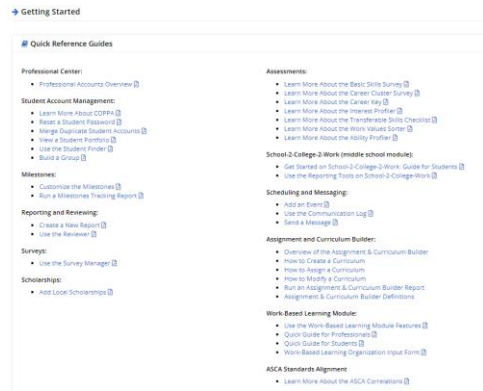 Getting Started
Quick Reference Guides
Professional Center:
Professional Accounts Overview
Student Account Management:
Learn More About COPPA
Reset a Student Password
Merge Duplicate Student Accounts
View a Student Portfolio
Use the Student Finder
Build a Group
Milestones:
Customize the Milestones
Run a Milestones Tracking Report
Reporting and Reviewing:
Create a New Report
Use the Reviewer
Surveys:
Use the Survey Manager
Scholarships:
Add Local Scholarships
Assessments:
Learn More About the Basic Skills Survey
Learn More About the Career Cluster Survey
Learn More About the Career Key
Learn More About the Interest Profiler
Learn More About the Transferable Skills Checklist
Learn More About the Work Values Sorter
Learn More About the Ability Profiler
School-2-College-2-Work (middle school module):
Get Started on School-2-College-2-Work: Guide for Students
Use the Reporting Tools on School-2-College-Work
Scheduling and Messaging:
Add an Event
Use the Communication Log
Send a Message
Assignment and Curriculum Builder:
Overview of the Assignment & Curriculum Builder
How to Create a Curriculum
How to Assign a Curriculum
How to Modify a Curriculum
Run an Assignment & Curriculum Builder Report
Assignment & Curriculum Builder Definitions
Work-Based Learning Module:
Use the Work-Based Learning Module Features
Quick Guide for Professionals
Quick Guide for Students
Work-Based Learning Organization Input Form
ASCA Standards Alignment
Learn More About the ASCA Correlations